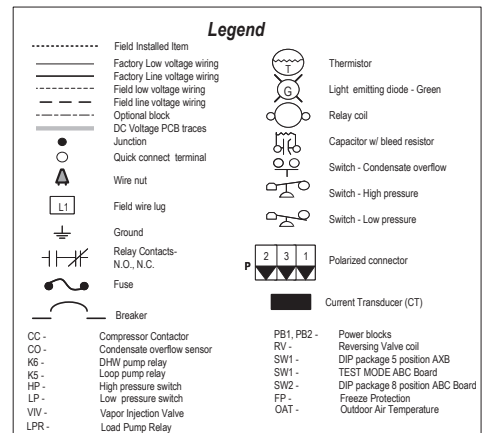 Legend
Field Installed Item
Factory Low voltage wiring
Factory Line voltage wiring
Field low voltage wiring
Field line voltage wiring
Optional block
DC Voltage PCB traces
Junction
Quick connect terminal
Wire nut
L1 Field wire lug
Ground
Relay Contacts-
N.O., N.C.
Fuse
Breaker
T Thermistor
G Light emitting diode - Green
Relay coil
Capacitor w/ bleed resistor
Switch - Condensate overflow
Switch - High pressure
Switch - Low pressure
P 2 3 1 Polarized connector
Current Transducer (CT)
CC - Compressor Contactor
CO - Condensate overflow sensor
K6 - DHW pump relay
K5 - Loop pump relay
HP - High pressure switch
LP - Low pressure switch
VIV - Vapor Injection Valve
LPR - Load Pump Relay
PB1, PB2 - Power blocks
RV - Reversing Valve coil
SW1 - DIP package 5 position AXB
SW1 - TEST MODE ABC Board
SW2 - DIP package 8 position ABC Board
FP - Freeze Protection
OAT - Outdoor Air Temperature